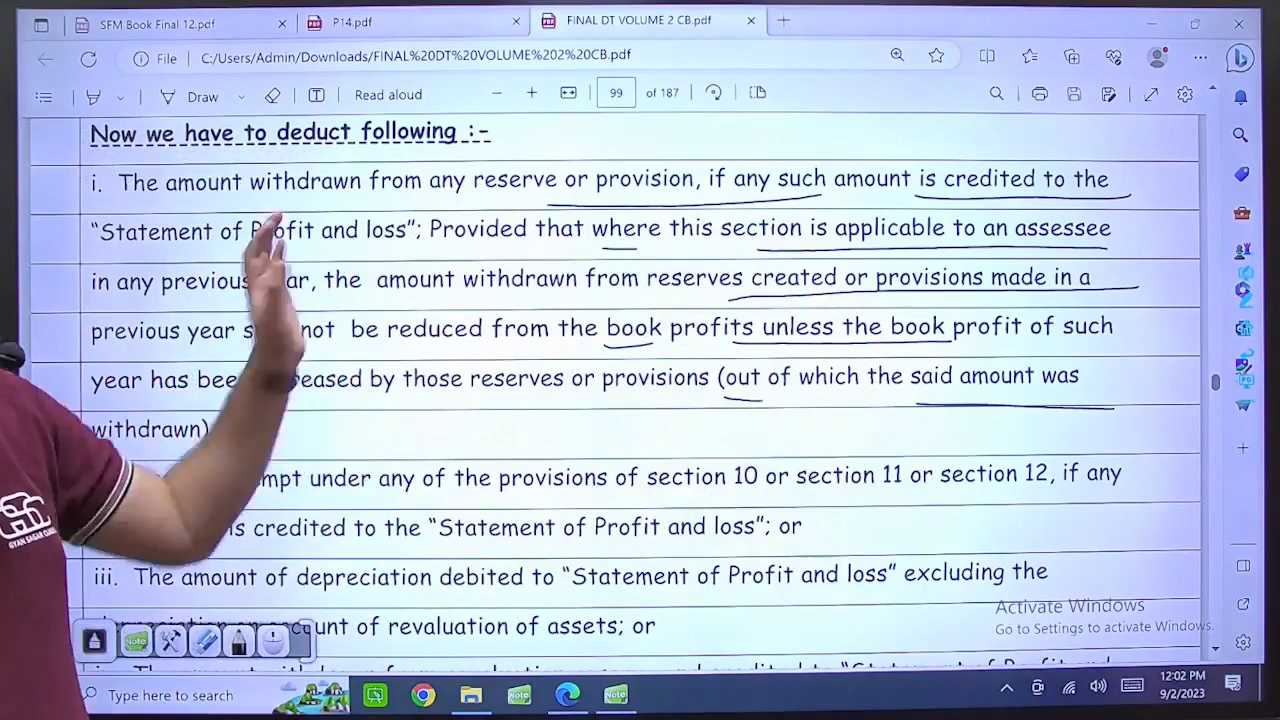 SFM Book Final 12.pdf
P14.pdf
FINAL DT VOLUME 2 CB.pdf
File C:/Users/Admin/Downloads/FINAL%20DT%20VOLUME%202%20CB.pdf
Draw Read aloud 99 of 187
Now we have to deduct following :-
i. The amount withdrawn from any reserve or provision, if any such amount is credited to the
“Statement of Profit and loss”; Provided that where this section is applicable to an assessee
in any previous the amount withdrawn from reserves created or provisions made in a
previous year not be reduced from the book profits unless the book profit of such
year has been by those reserves or provisions (out of which the said amount was
withdrawn)
under any of the provisions of section 10 or section 11 or section 12, if any
is credited to the “Statement of Profit and loss”; or
iii. The amount of depreciation debited to “Statement of Profit and loss” excluding the
of revaluation of assets; or
Activate Windows
Go to Settings to activate Windows.
Type here to search
12:02 PM
9/2/2023
GYAN SAGAR